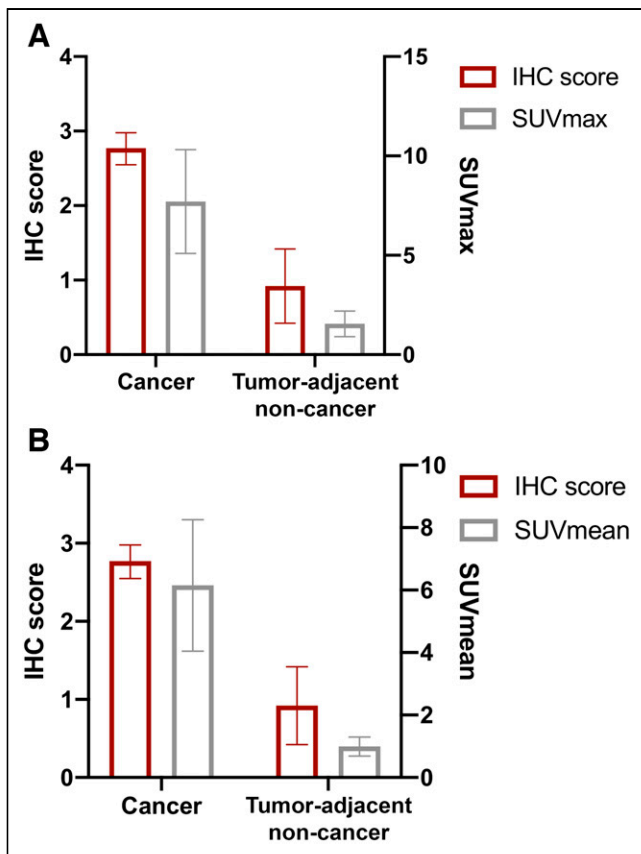 A
4
3
2
1
0
IHC score
15
10
5
0
SUVmax
IHC score
SUVmax
Cancer
Tumor-adjacent
non-cancer
B
4
3
2
1
0
IHC score
10
8
6
4
2
0
SUVmean
IHC score
SUVmean
Cancer
Tumor-adjacent
non-cancer